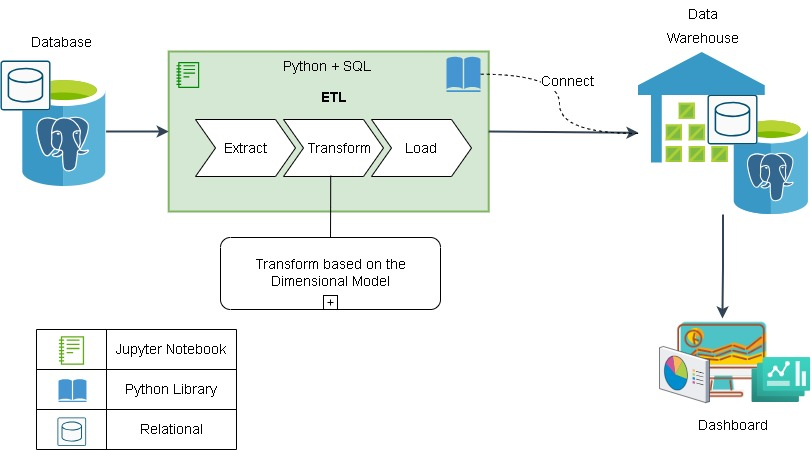 Database
Python + SQL
ETL
Extract
Transform
Load
Connect
Data
Warehouse
Transform based on the
Dimensional Model
+
Jupyter Notebook
Python Library
Relational
Dashboard